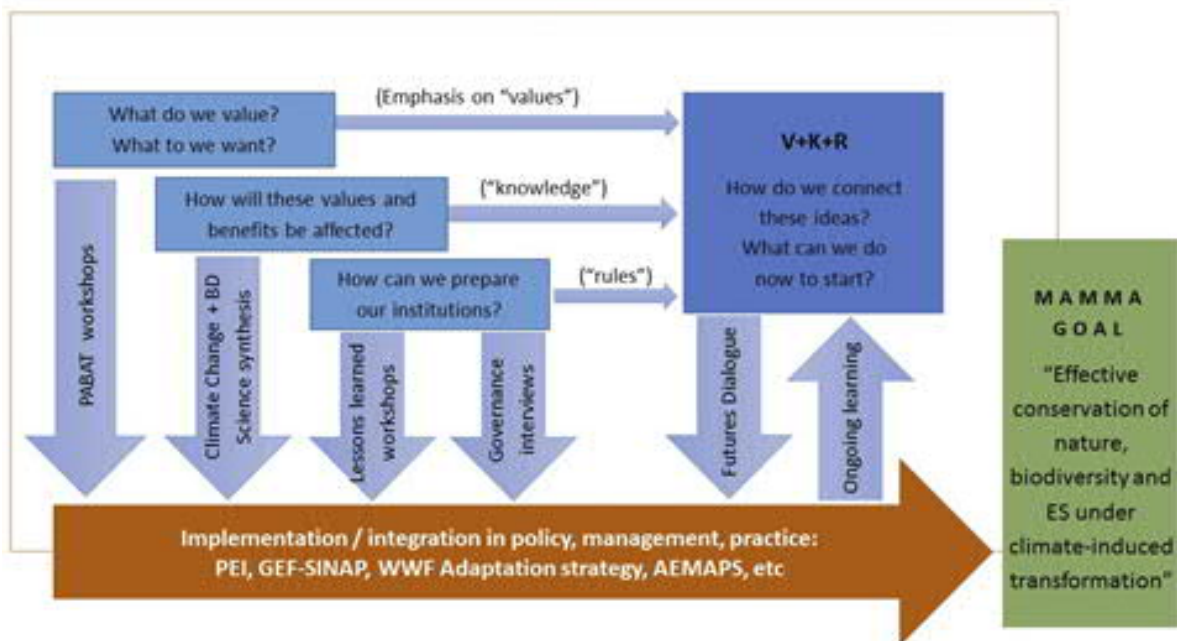 What do we value?
What to we want?
(Emphasis on "values")
V+K+R
How do we connect
these ideas?
What can we do
now to start?
How will these values and
benefits be affected?
("knowledge")
How can we prepare
our institutions?
("rules")
PABAT workshops
Climate Change + BD
Science synthesis
Lessons learned
workshops
Governance
interviews
Futures Dialogue
Ongoing learning
Implementation / integration in policy, management, practice:
PEI, GEF-SINAP, WWF Adaptation strategy, AEMAPS, etc
MAMMA
GOAL
"Effective
conservation of
nature,
biodiversity and
ES under
climate-induced
transformation"